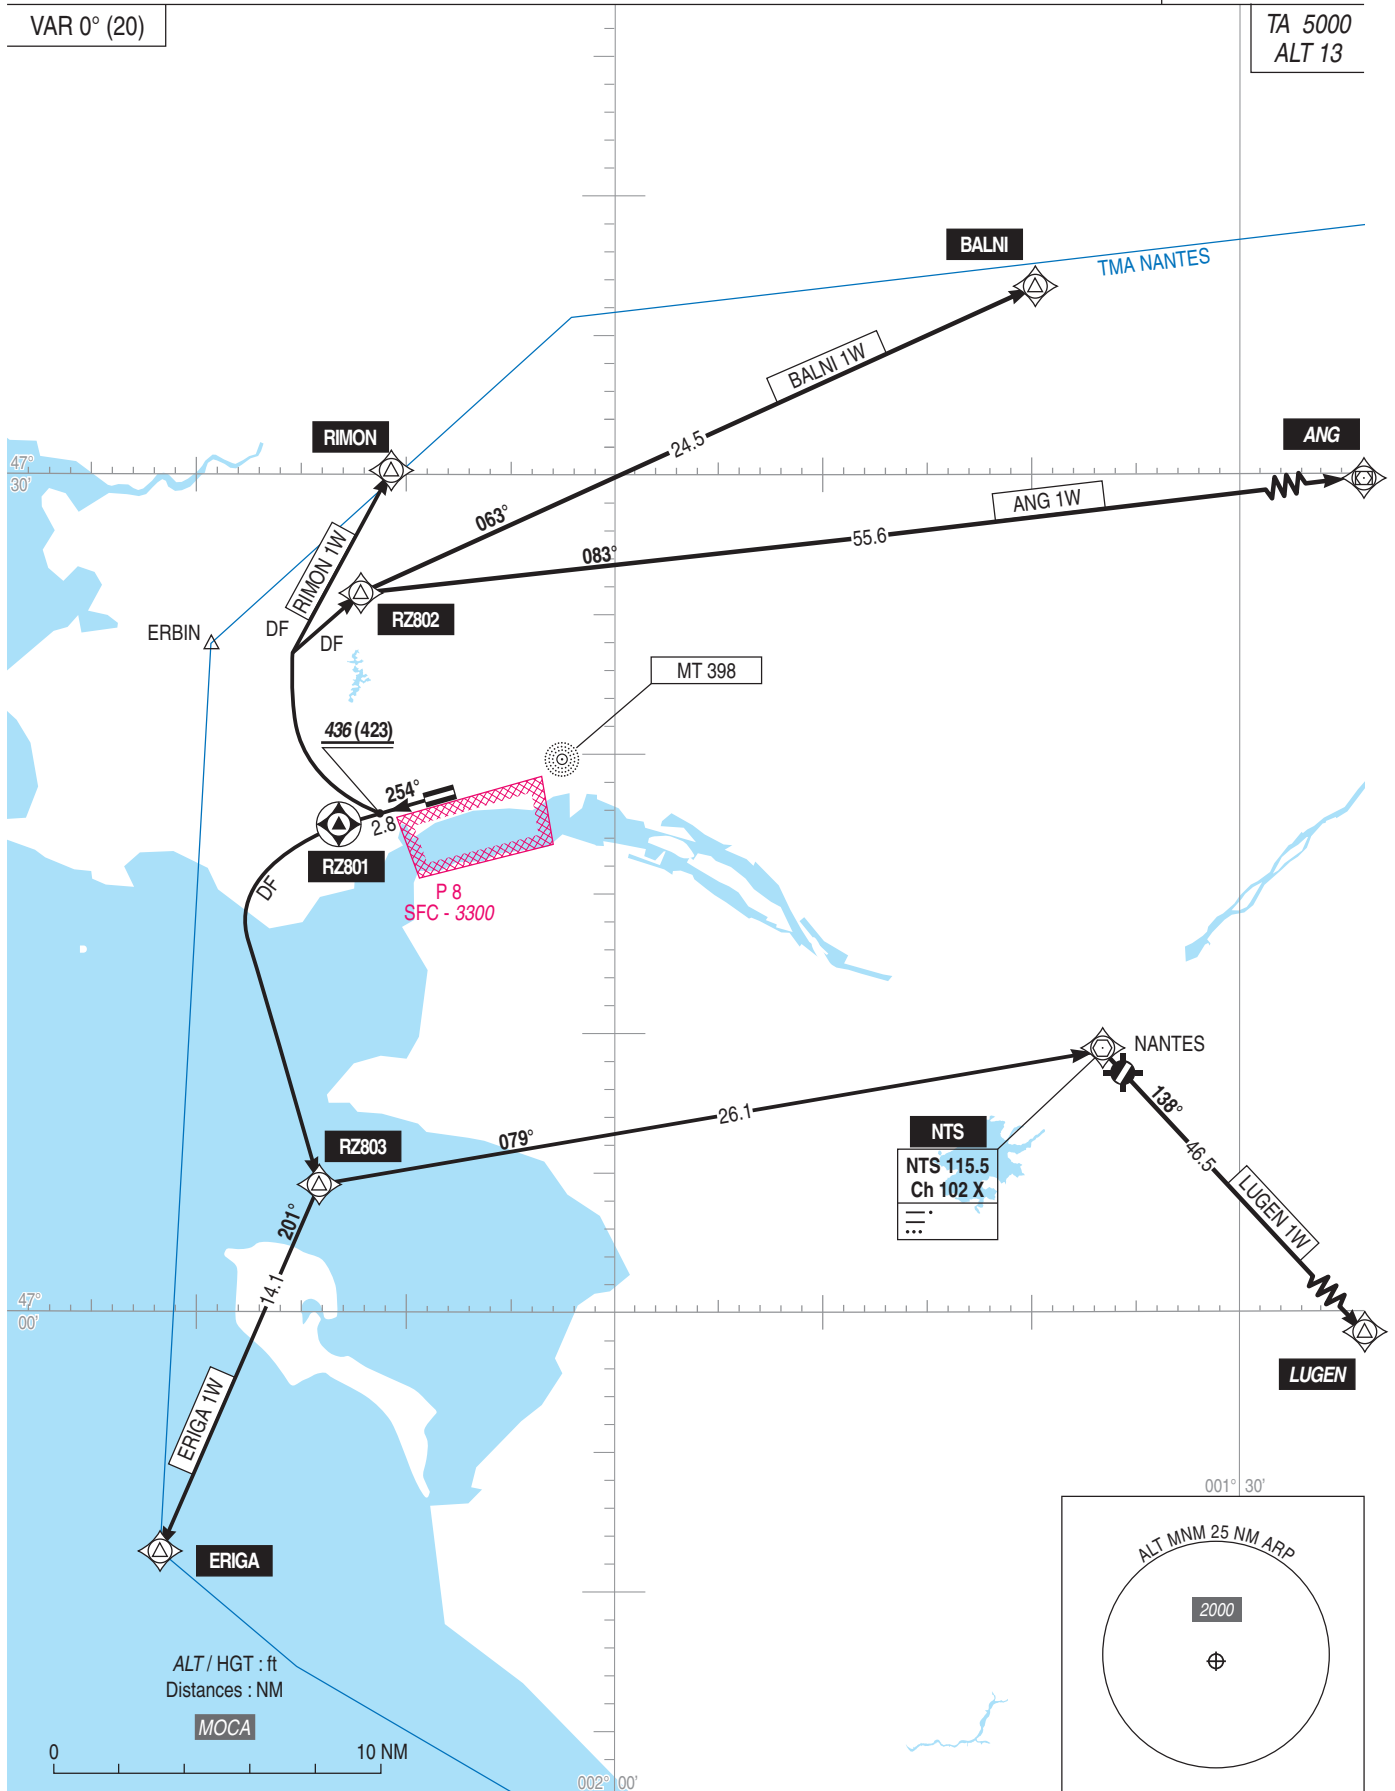 VAR 0° (20)
TA 5000
ALT 13
BALNI
TMA NANTES
BALNI 1W
RIMON
24.5
ANG
47°
30'
063°
ANG 1W
RIMON 1W
083°
55.6
RZ802
ERBIN
DF
DF
MT 398
436 (423)
254°
2.8
RZ801
DF
P 8
SFC - 3300
NANTES
138°
26.1
NTS
RZ803
079°
46.5
NTS 115.5
Ch 102 X
201°
LUGEN 1W
14.1
47°
00'
LUGEN
ERIGA 1W
001° 30'
ALT MNM 25 NM ARP
ERIGA
2000
ALT / HGT : ft
Distances : NM
MOCA
0
10 NM
002° 00'